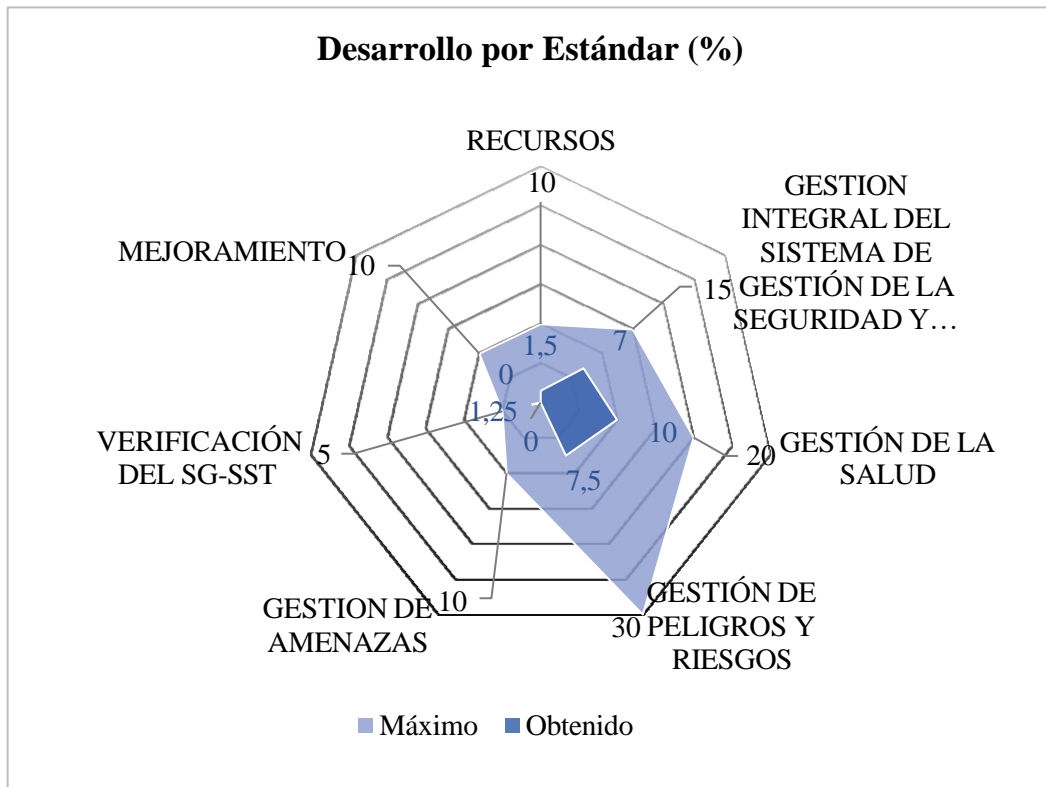 Desarrollo por Estándar (%)
RECURSOS
10
GESTION
INTEGRAL DEL
SISTEMA DE
GESTIÓN DE LA
SEGURIDAD Y…
15
MEJORAMIENTO
10
1,5
7
0
1,25
10
0
7,5
VERIFICACIÓN
DEL SG-SST
5
GESTIÓN DE LA
SALUD
20
GESTION DE
AMENAZAS
10
GESTIÓN DE
PELIGROS Y
RIESGOS
30
Máximo
Obtenido